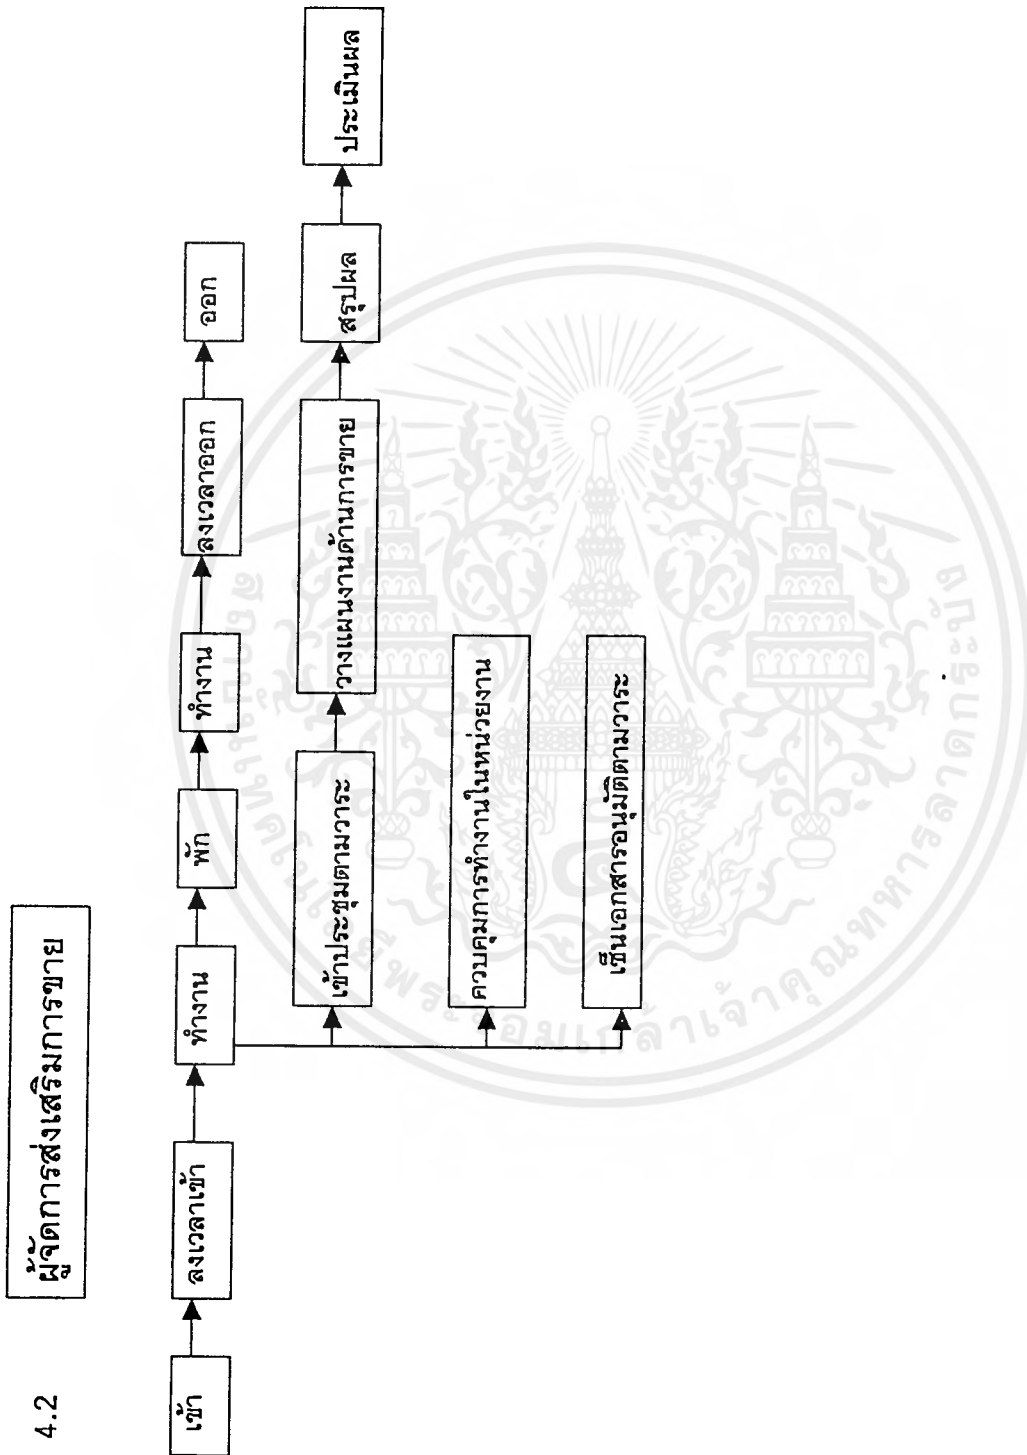 4.2 ผู้จัดการส่งเสริมการขาย
เข้า
ลงเวลาเข้า
ทำงาน
พัก
ทำงาน
ลงเวลาออก
ออก
เข้าประชุมตามวาระ
วางแผนงานด้านการขาย
สรุปผล
ประเมินผล
ควบคุมการทำงานในหน่วยงาน
เซ็นเอกสารอนุมัติตามวาระ